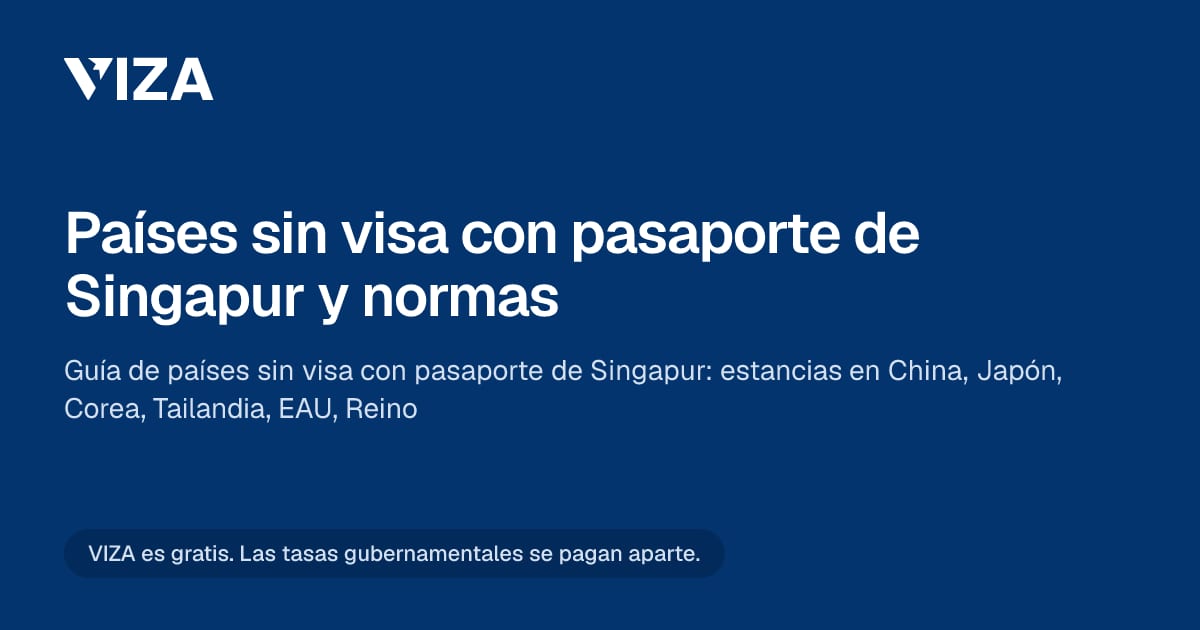 VIZA
Países sin visa con pasaporte de
Singapur y normas
Guía de países sin visa con pasaporte de Singapur: estancias en China, Japón,
Corea, Tailandia, EAU, Reino
VIZA es gratis. Las tasas gubernamentales se pagan aparte.